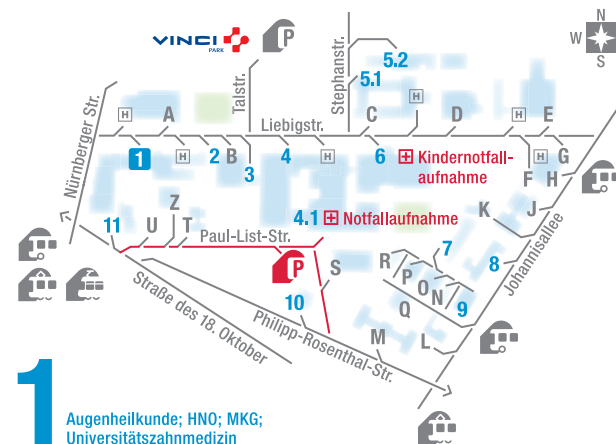 N
W
S
VINCI
PARK
P
Stephanstr.
5.2
5.1
Talstr.
Nürnberger Str.
H
A
H
C
D
H
E
Liebigstr.
1
H
2
B
3
4
H
6
Kindernotfall-
aufnahme
F
H
G
H
4.1
Notfallaufnahme
Z
11
U
T
Paul-List-Str.
K
J
Johannisallee
7
8
P
S
R
P
O
N
9
Q
10
Straße des 18. Oktober
Philipp-Rosenthal-Str.
M
L
1
Augenheilkunde; HNO; MKG;
Universitätszahnmedizin